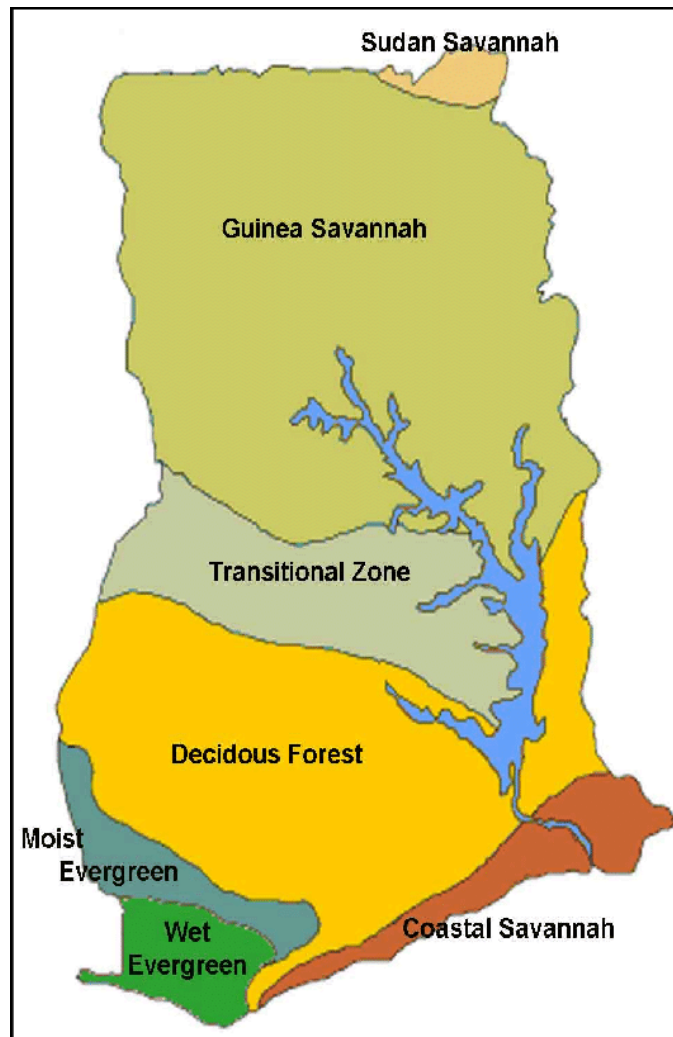 Sudan Savannah
Guinea Savannah
Transitional Zone
Decidous Forest
Moist
Evergreen
Wet
Evergreen
Coastal Savannah